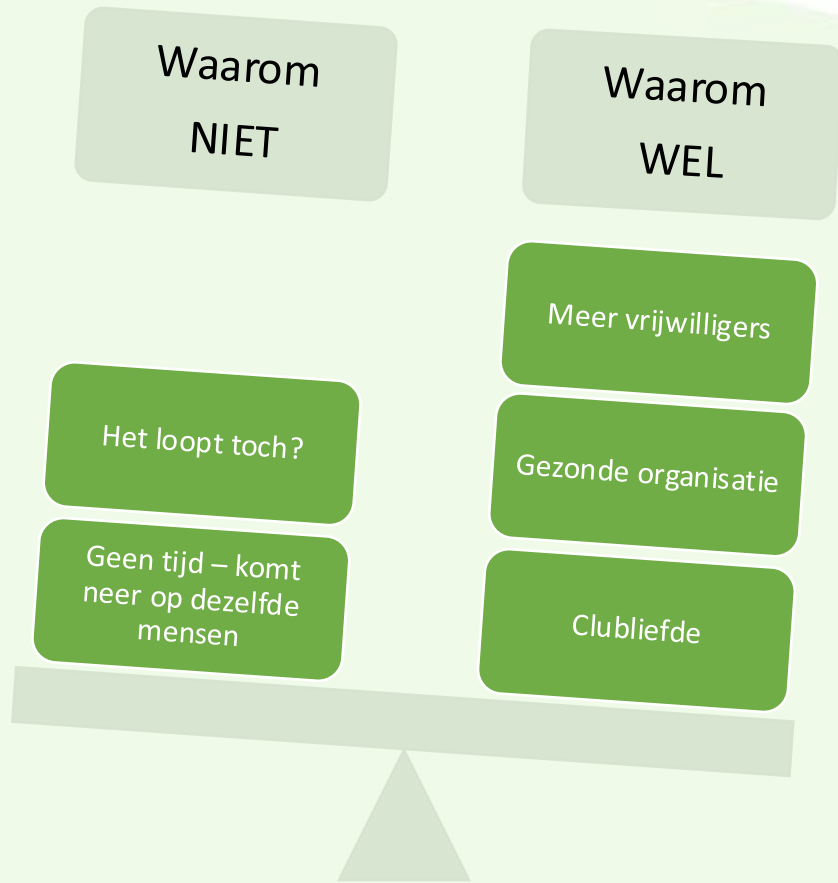 Waarom
NIET
Waarom
WEL
Het loopt toch?
Geen tijd – komt
neer op dezelfde
mensen
Meer vrijwilligers
Gezonde organisatie
Clubliefde